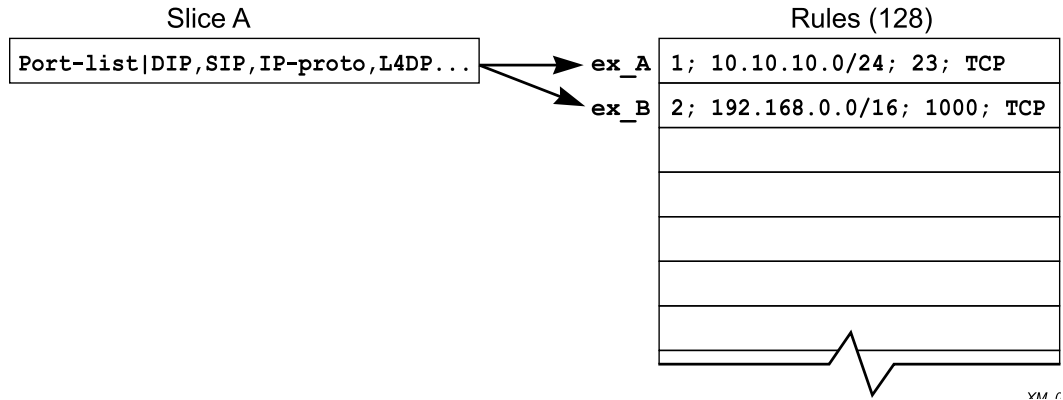 Slice A
Rules (128)
Port-list|DIP,SIP,IP-proto,L4DP...
ex_A 1; 10.10.10.0/24; 23; TCP
ex_B 2; 192.168.0.0/16; 1000; TCP